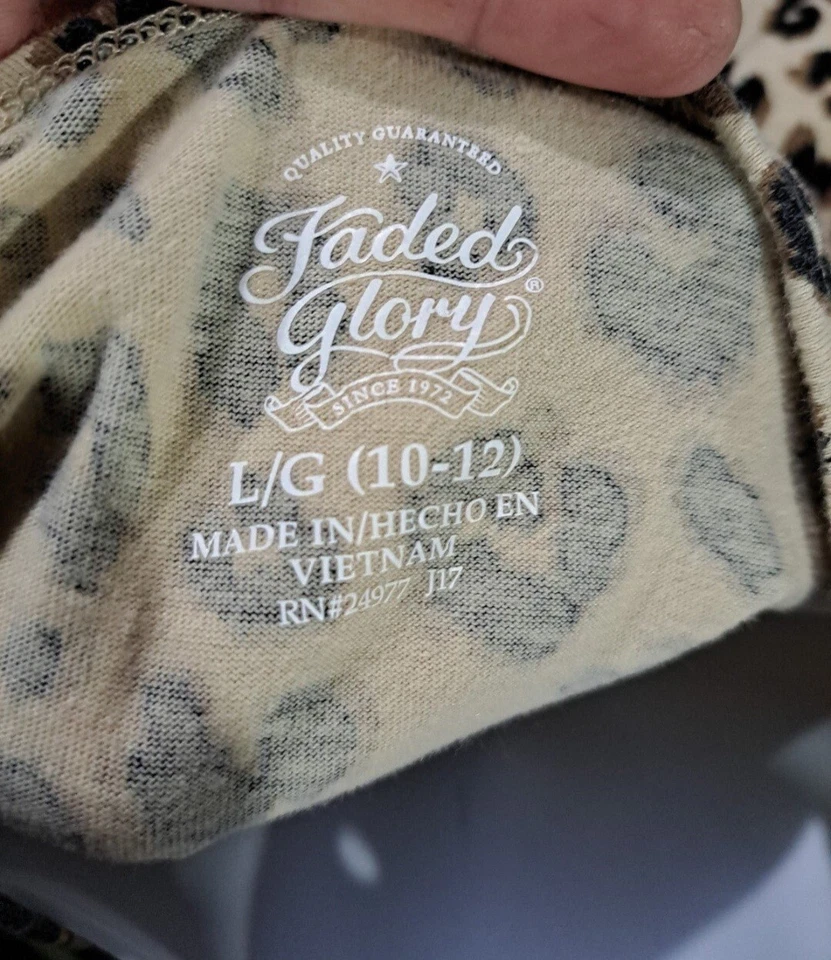 QUALITY GUARANTEED
Faded
Glory®
SINCE 1972
L/G (10-12)
MADE IN/HECHO EN
VIETNAM
RN#24977 J17